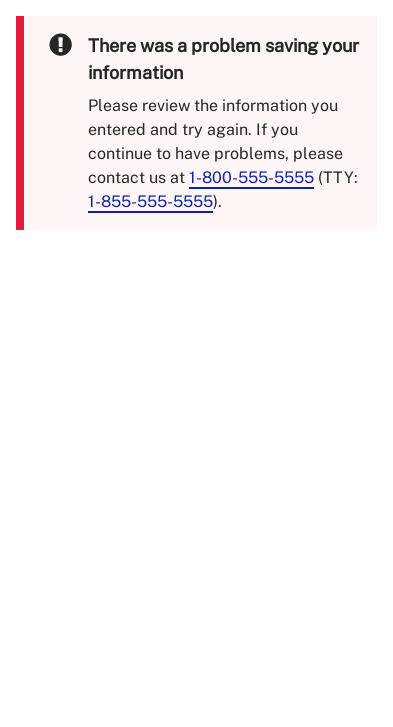 There was a problem saving your
information
Please review the information you
entered and try again. If you
continue to have problems, please
contact us at 1-800-555-5555 (TTY:
1-855-555-5555).